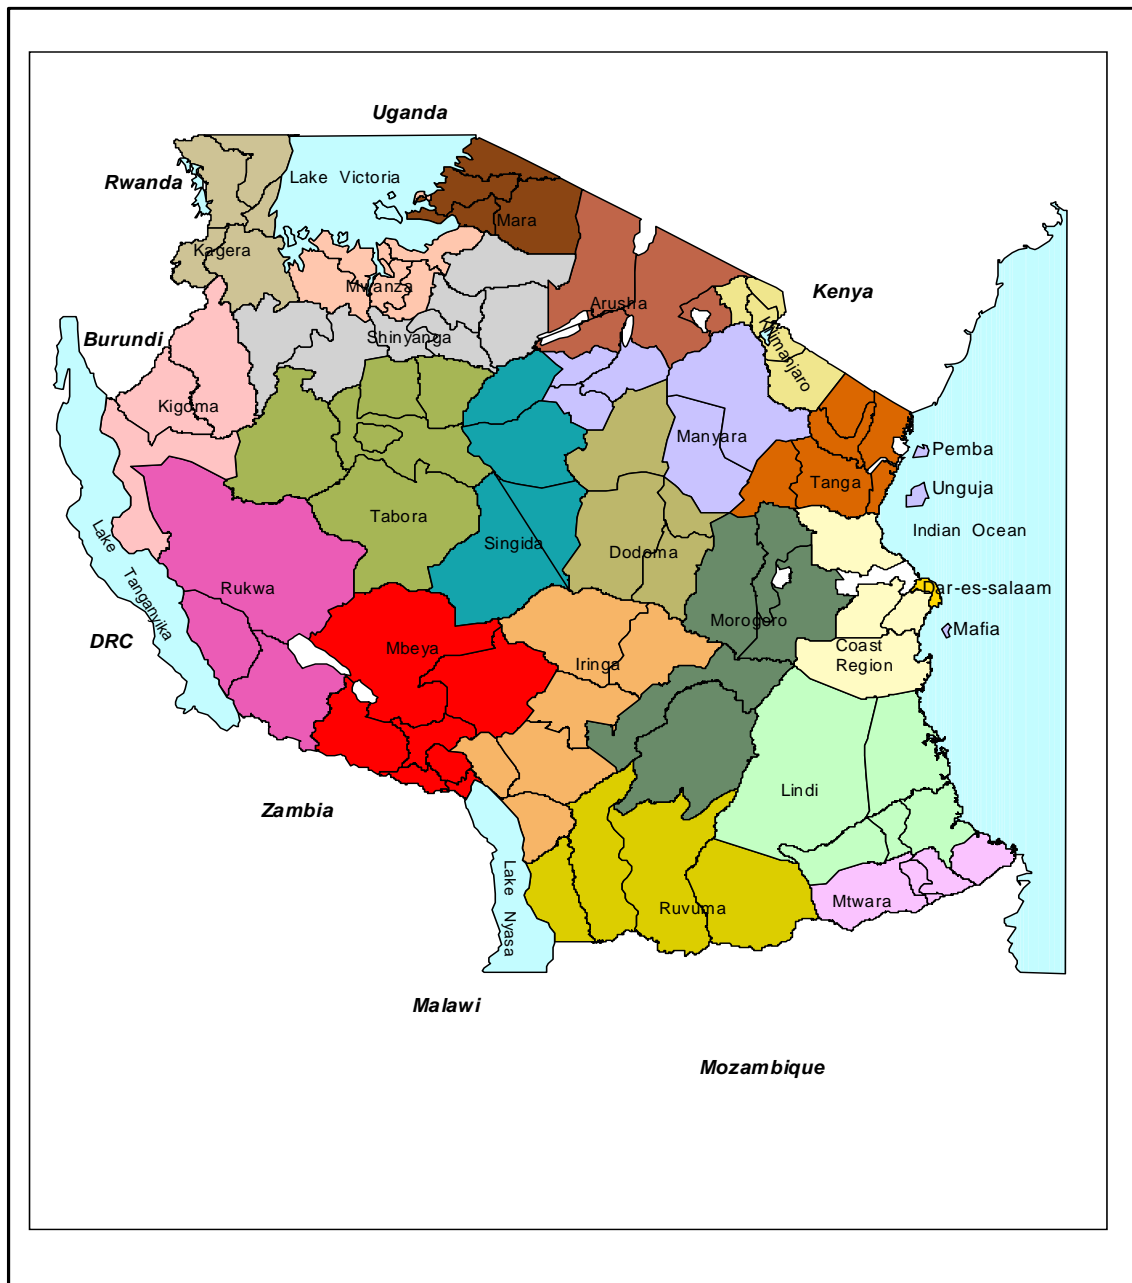 Uganda
Lake Victoria
Rwanda
Mara
Kagera
Mwanza
Kenya
Arusha
Burundi
Shinyanga
Kilimanjaro
Kigoma
Manyara
Pemba
Tanga
Unguja
Tabora
Indian Ocean
Singida
Dodoma
Lake Tanganyika
Rukwa
Dar-es-salaam
Morogoro
Mafia
DRC
Mbeya
Coast
Region
Iringa
Zambia
Lindi
Lake Nyasa
Mtwara
Ruvuma
Malawi
Mozambique